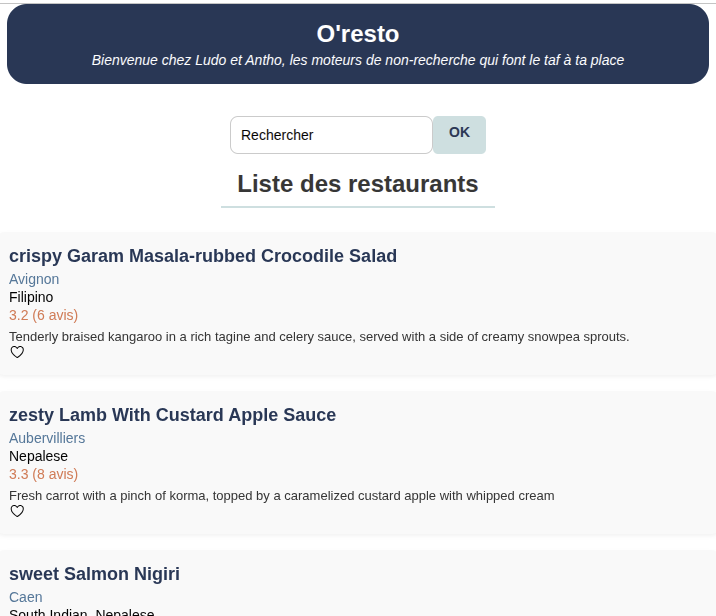 O'resto
Bienvenue chez Ludo et Antho, les moteurs de non-recherche qui font le taf à ta place
Rechercher
OK
Liste des restaurants
crispy Garam Masala-rubbed Crocodile Salad
Avignon
Filipino
3.2 (6 avis)
Tenderly braised kangaroo in a rich tagine and celery sauce, served with a side of creamy snowpea sprouts.
zesty Lamb With Custard Apple Sauce
Aubervilliers
Nepalese
3.3 (8 avis)
Fresh carrot with a pinch of korma, topped by a caramelized custard apple with whipped cream
sweet Salmon Nigiri
Caen
South Indian, Nepalese